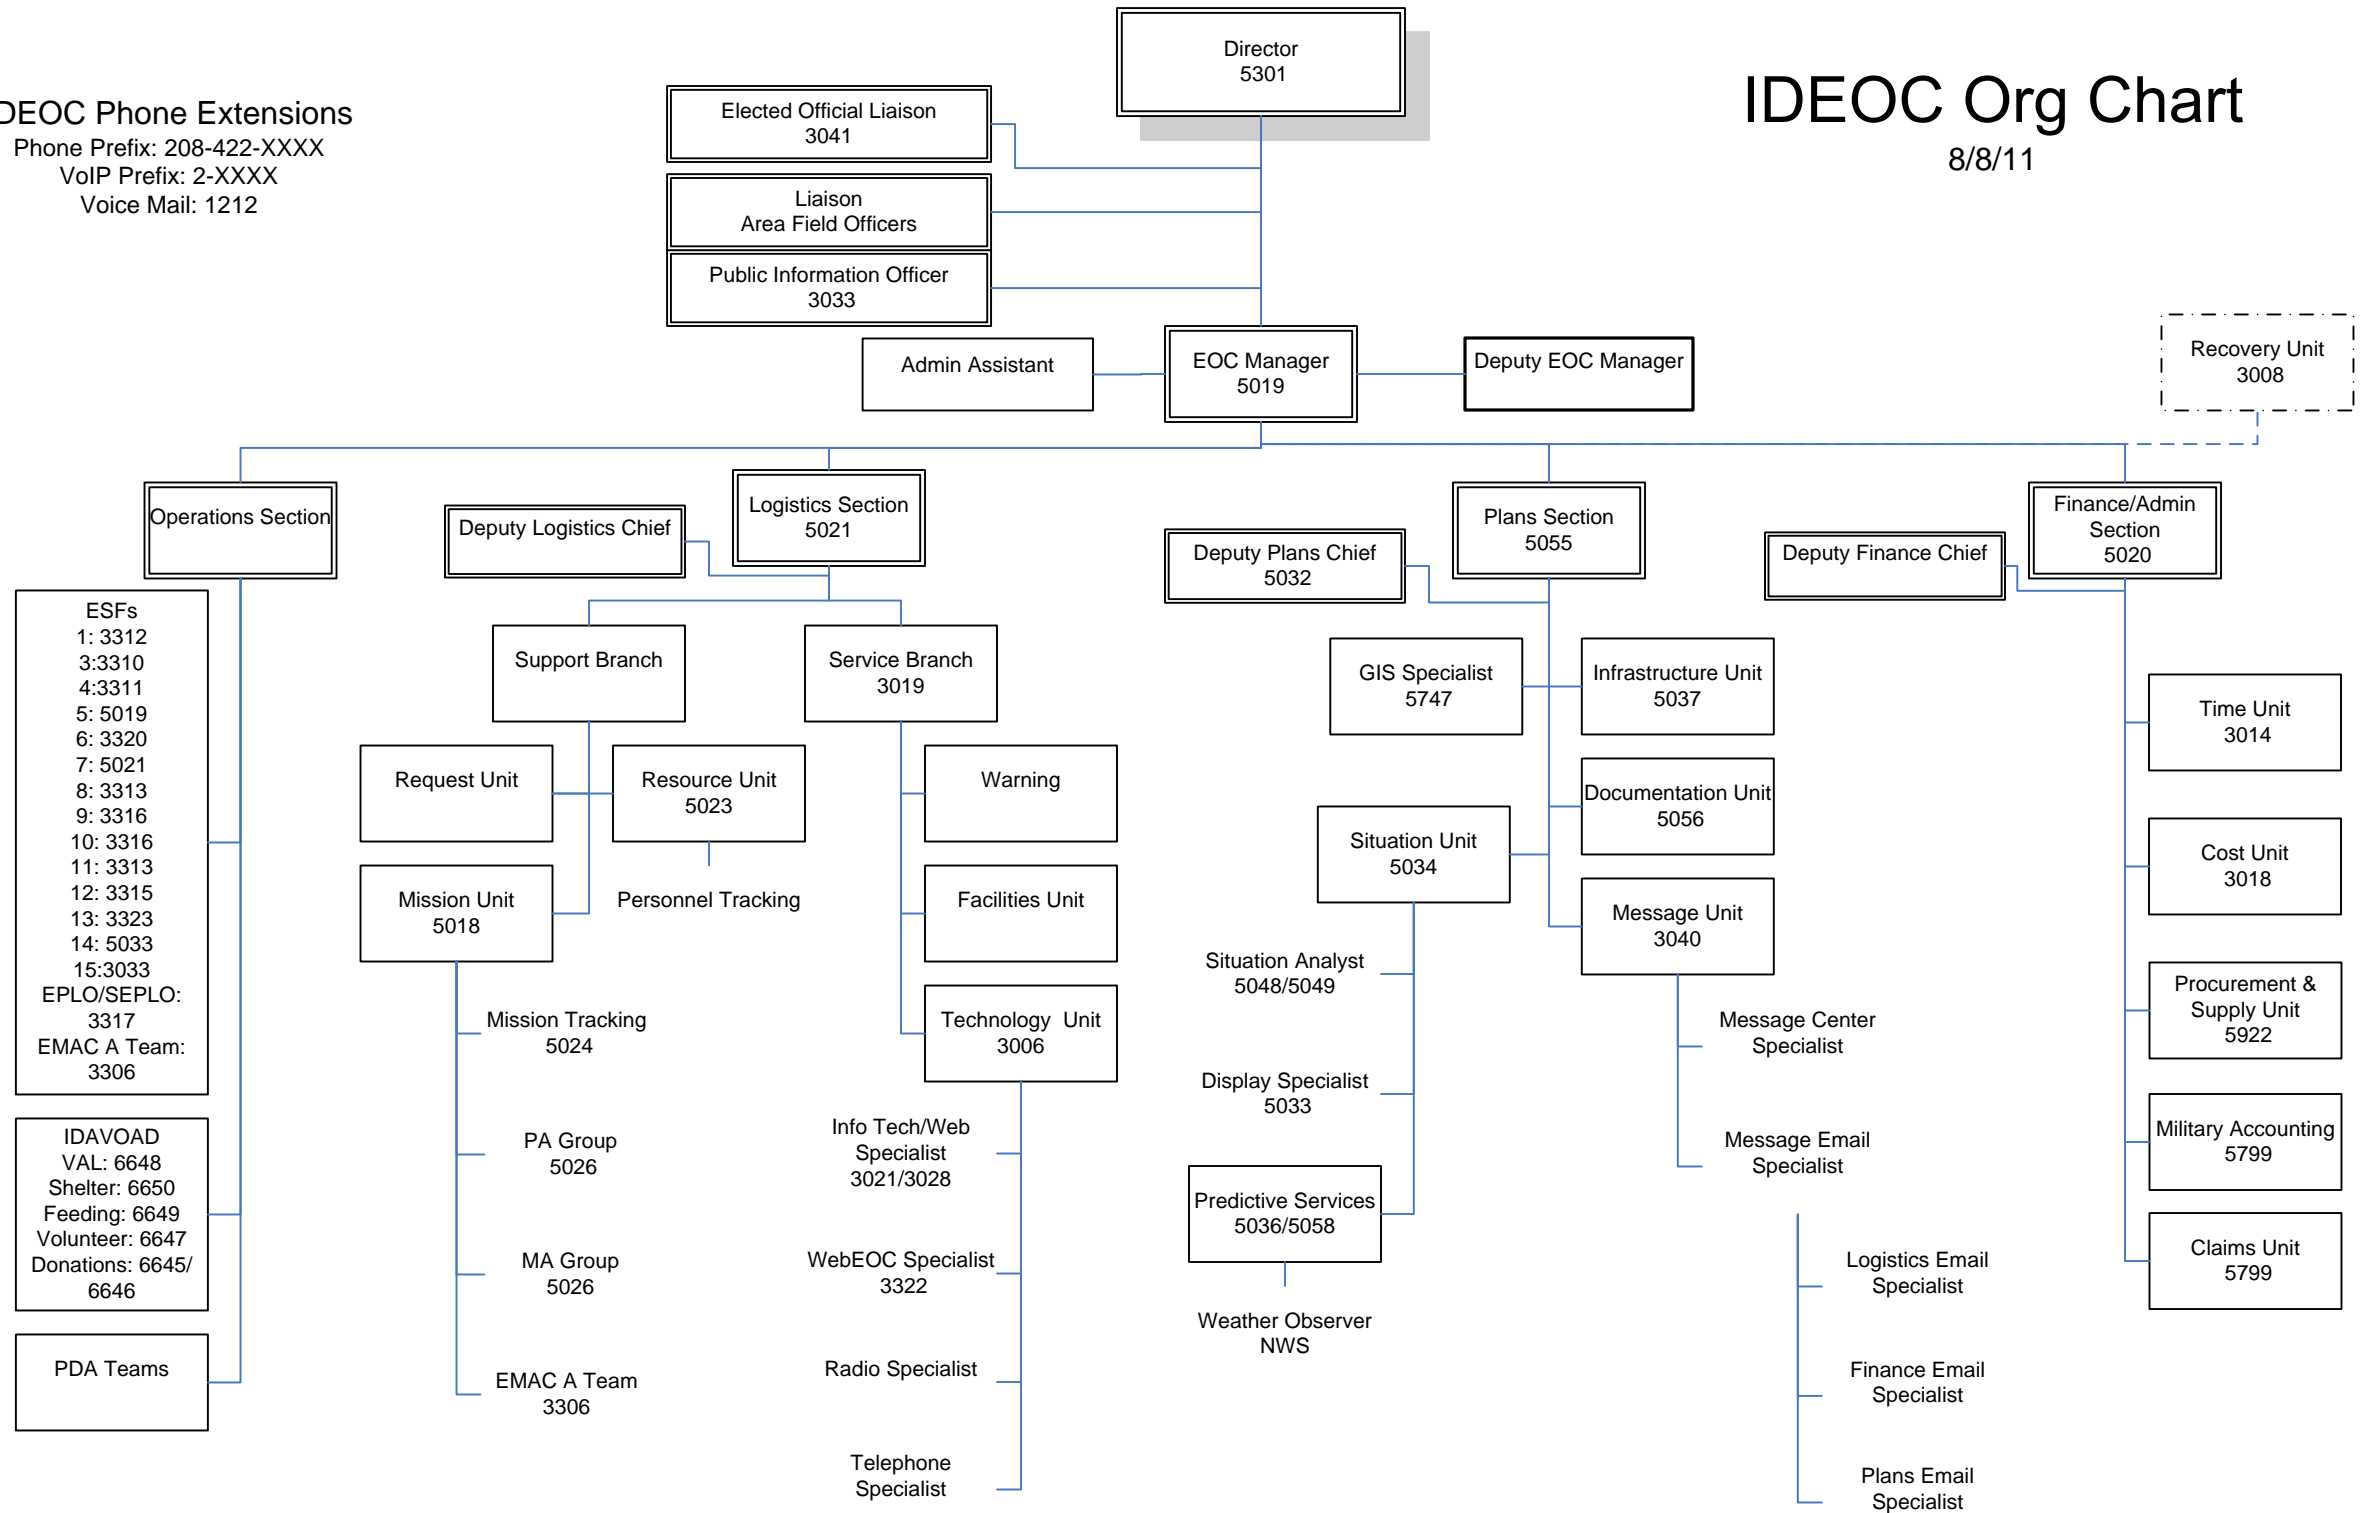 DEOC Phone Extensions
Phone Prefix: 208-422-XXXX
VoIP Prefix: 2-XXXX
Voice Mail: 1212
IDEOC Org Chart
8/8/11
Director
5301
Elected Official Liaison
3041
Liaison
Area Field Officers
Public Information Officer
3033
Admin Assistant
EOC Manager
5019
Deputy EOC Manager
Recovery Unit
3008
Operations Section
Deputy Logistics Chief
Logistics Section
5021
Deputy Plans Chief
5032
Plans Section
5055
Deputy Finance Chief
Finance/Admin
Section
5020
ESFs
1: 3312
3:3310
4:3311
5: 5019
6: 3320
7: 5021
8: 3313
9: 3316
10: 3316
11: 3313
12: 3315
13: 3323
14: 5033
15:3033
EPLO/SEPLO:
3317
EMAC A Team:
3306
IDAVOAD
VAL: 6648
Shelter: 6650
Feeding: 6649
Volunteer: 6647
Donations: 6645/
6646
PDA Teams
Support Branch
Service Branch
3019
Request Unit
Resource Unit
5023
Personnel Tracking
Mission Unit
5018
Mission Tracking
5024
PA Group
5026
MA Group
5026
EMAC A Team
3306
Warning
Facilities Unit
Technology  Unit
3006
Info Tech/Web
Specialist
3021/3028
WebEOC Specialist
3322
Radio Specialist
Telephone
Specialist
GIS Specialist
5747
Infrastructure Unit
5037
Documentation Unit
5056
Situation Unit
5034
Message Unit
3040
Situation Analyst
5048/5049
Display Specialist
5033
Predictive Services
5036/5058
Weather Observer
NWS
Message Center
Specialist
Message Email
Specialist
Logistics Email
Specialist
Finance Email
Specialist
Plans Email
Specialist
Time Unit
3014
Cost Unit
3018
Procurement &
Supply Unit
5922
Military Accounting
5799
Claims Unit
5799